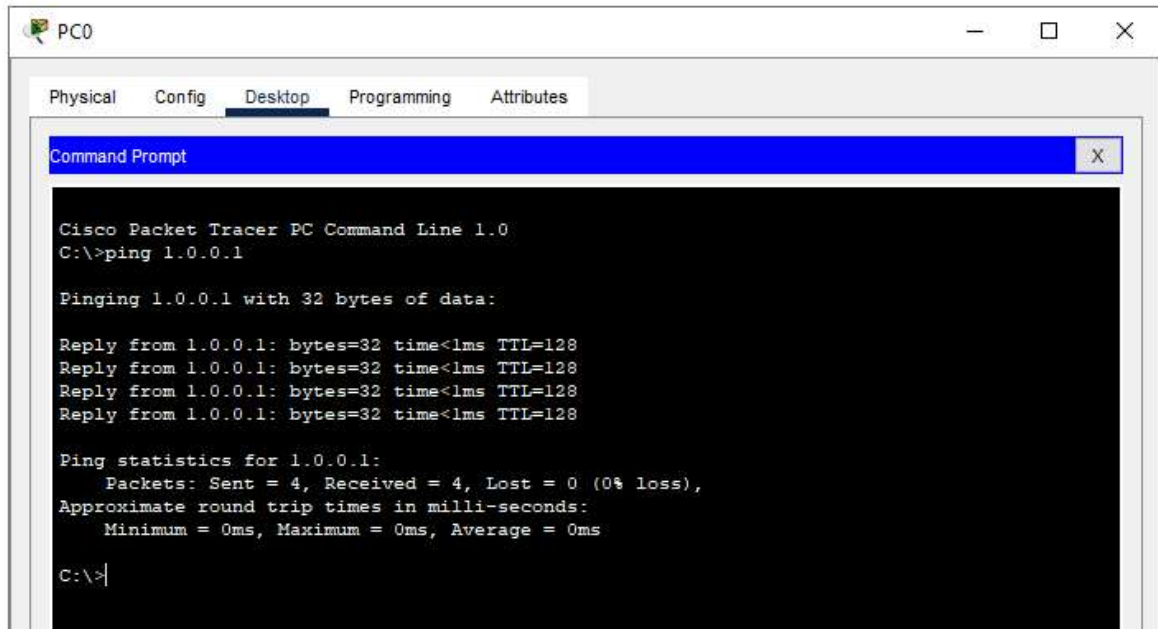 PC0
Physical Config Desktop Programming Attributes
Command Prompt X
Cisco Packet Tracer PC Command Line 1.0
C:\>ping 1.0.0.1
Pinging 1.0.0.1 with 32 bytes of data:
Reply from 1.0.0.1: bytes=32 time<1ms TTL=128
Reply from 1.0.0.1: bytes=32 time<1ms TTL=128
Reply from 1.0.0.1: bytes=32 time<1ms TTL=128
Reply from 1.0.0.1: bytes=32 time<1ms TTL=128
Ping statistics for 1.0.0.1:
Packets: Sent = 4, Received = 4, Lost = 0 (0% loss),
Approximate round trip times in milli-seconds:
Minimum = 0ms, Maximum = 0ms, Average = 0ms
C:\>